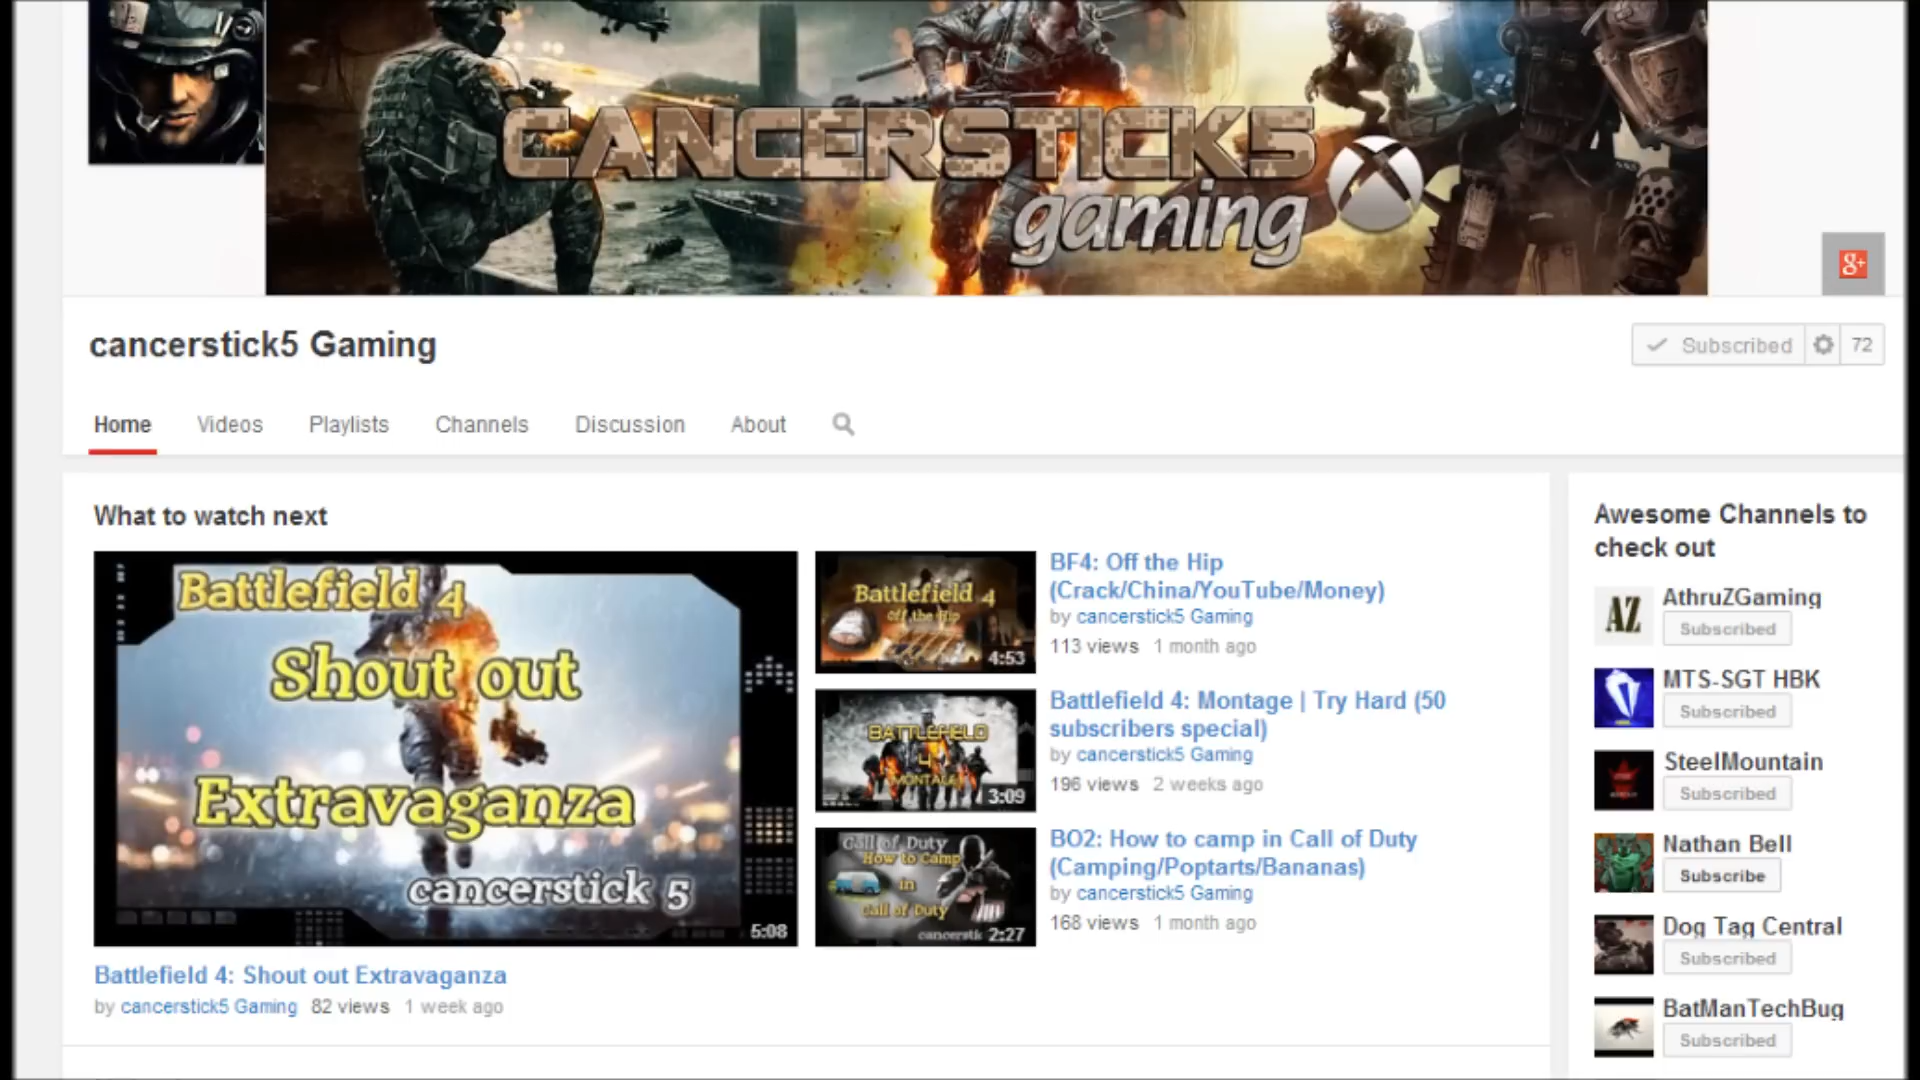 CANCERSTICK5
gaming
g+
cancerstick5 Gaming
Subscribed 72
Home Videos Playlists Channels Discussion About
What to watch next
Battlefield 4
Shout out
Extravaganza
cancerstick 5
5:08
Battlefield 4: Shout out Extravaganza
by cancerstick5 Gaming 82 views 1 week ago
Battlefield 4
Off the Hip
4:53
BF4: Off the Hip
(Crack/China/YouTube/Money)
by cancerstick5 Gaming
113 views 1 month ago
BATTLEFIELD
4
MONTAGE
3:09
Battlefield 4: Montage | Try Hard (50
subscribers special)
by cancerstick5 Gaming
196 views 2 weeks ago
Call of Duty
How to Camp
in
Call of Duty
cancerstik 2:27
BO2: How to camp in Call of Duty
(Camping/Poptarts/Bananas)
by cancerstick5 Gaming
168 views 1 month ago
Awesome Channels to
check out
AZ
AthruZGaming
Subscribed
MTS-SGT HBK
Subscribed
SteelMountain
Subscribed
Nathan Bell
Subscribe
Dog Tag Central
Subscribed
BatManTechBug
Subscribed